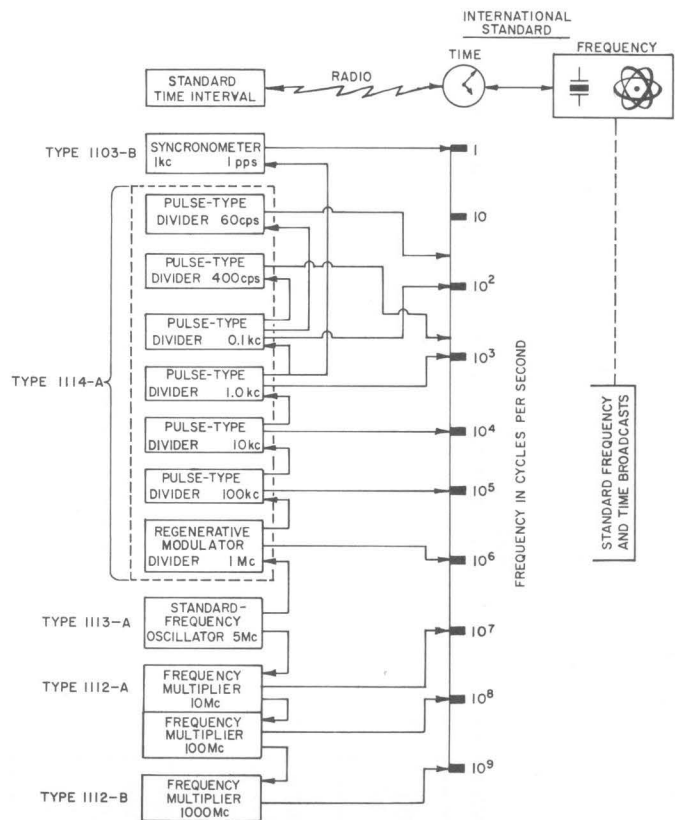 INTERNATIONAL
STANDARD
TIME
FREQUENCY
STANDARD
TIME INTERVAL
RADIO
TYPE 1103-B
SYNCRONOMETER
1kc 1pps
1
TYPE 1114-A
PULSE-TYPE
DIVIDER 60cps
10
PULSE-TYPE
DIVIDER 400cps
10²
PULSE-TYPE
DIVIDER 0.1kc
10³
PULSE-TYPE
DIVIDER 1.0kc
PULSE-TYPE
DIVIDER 10kc
10⁴
PULSE-TYPE
DIVIDER 100kc
10⁵
REGENERATIVE
MODULATOR
DIVIDER 1Mc
10⁶
FREQUENCY IN CYCLES PER SECOND
STANDARD FREQUENCY
AND TIME BROADCASTS
TYPE 1113-A
STANDARD-
FREQUENCY
OSCILLATOR 5Mc
10⁷
TYPE 1112-A
FREQUENCY
MULTIPLIER
10Mc
10⁸
FREQUENCY
MULTIPLIER
100Mc
10⁹
TYPE 1112-B
FREQUENCY
MULTIPLIER
1000Mc